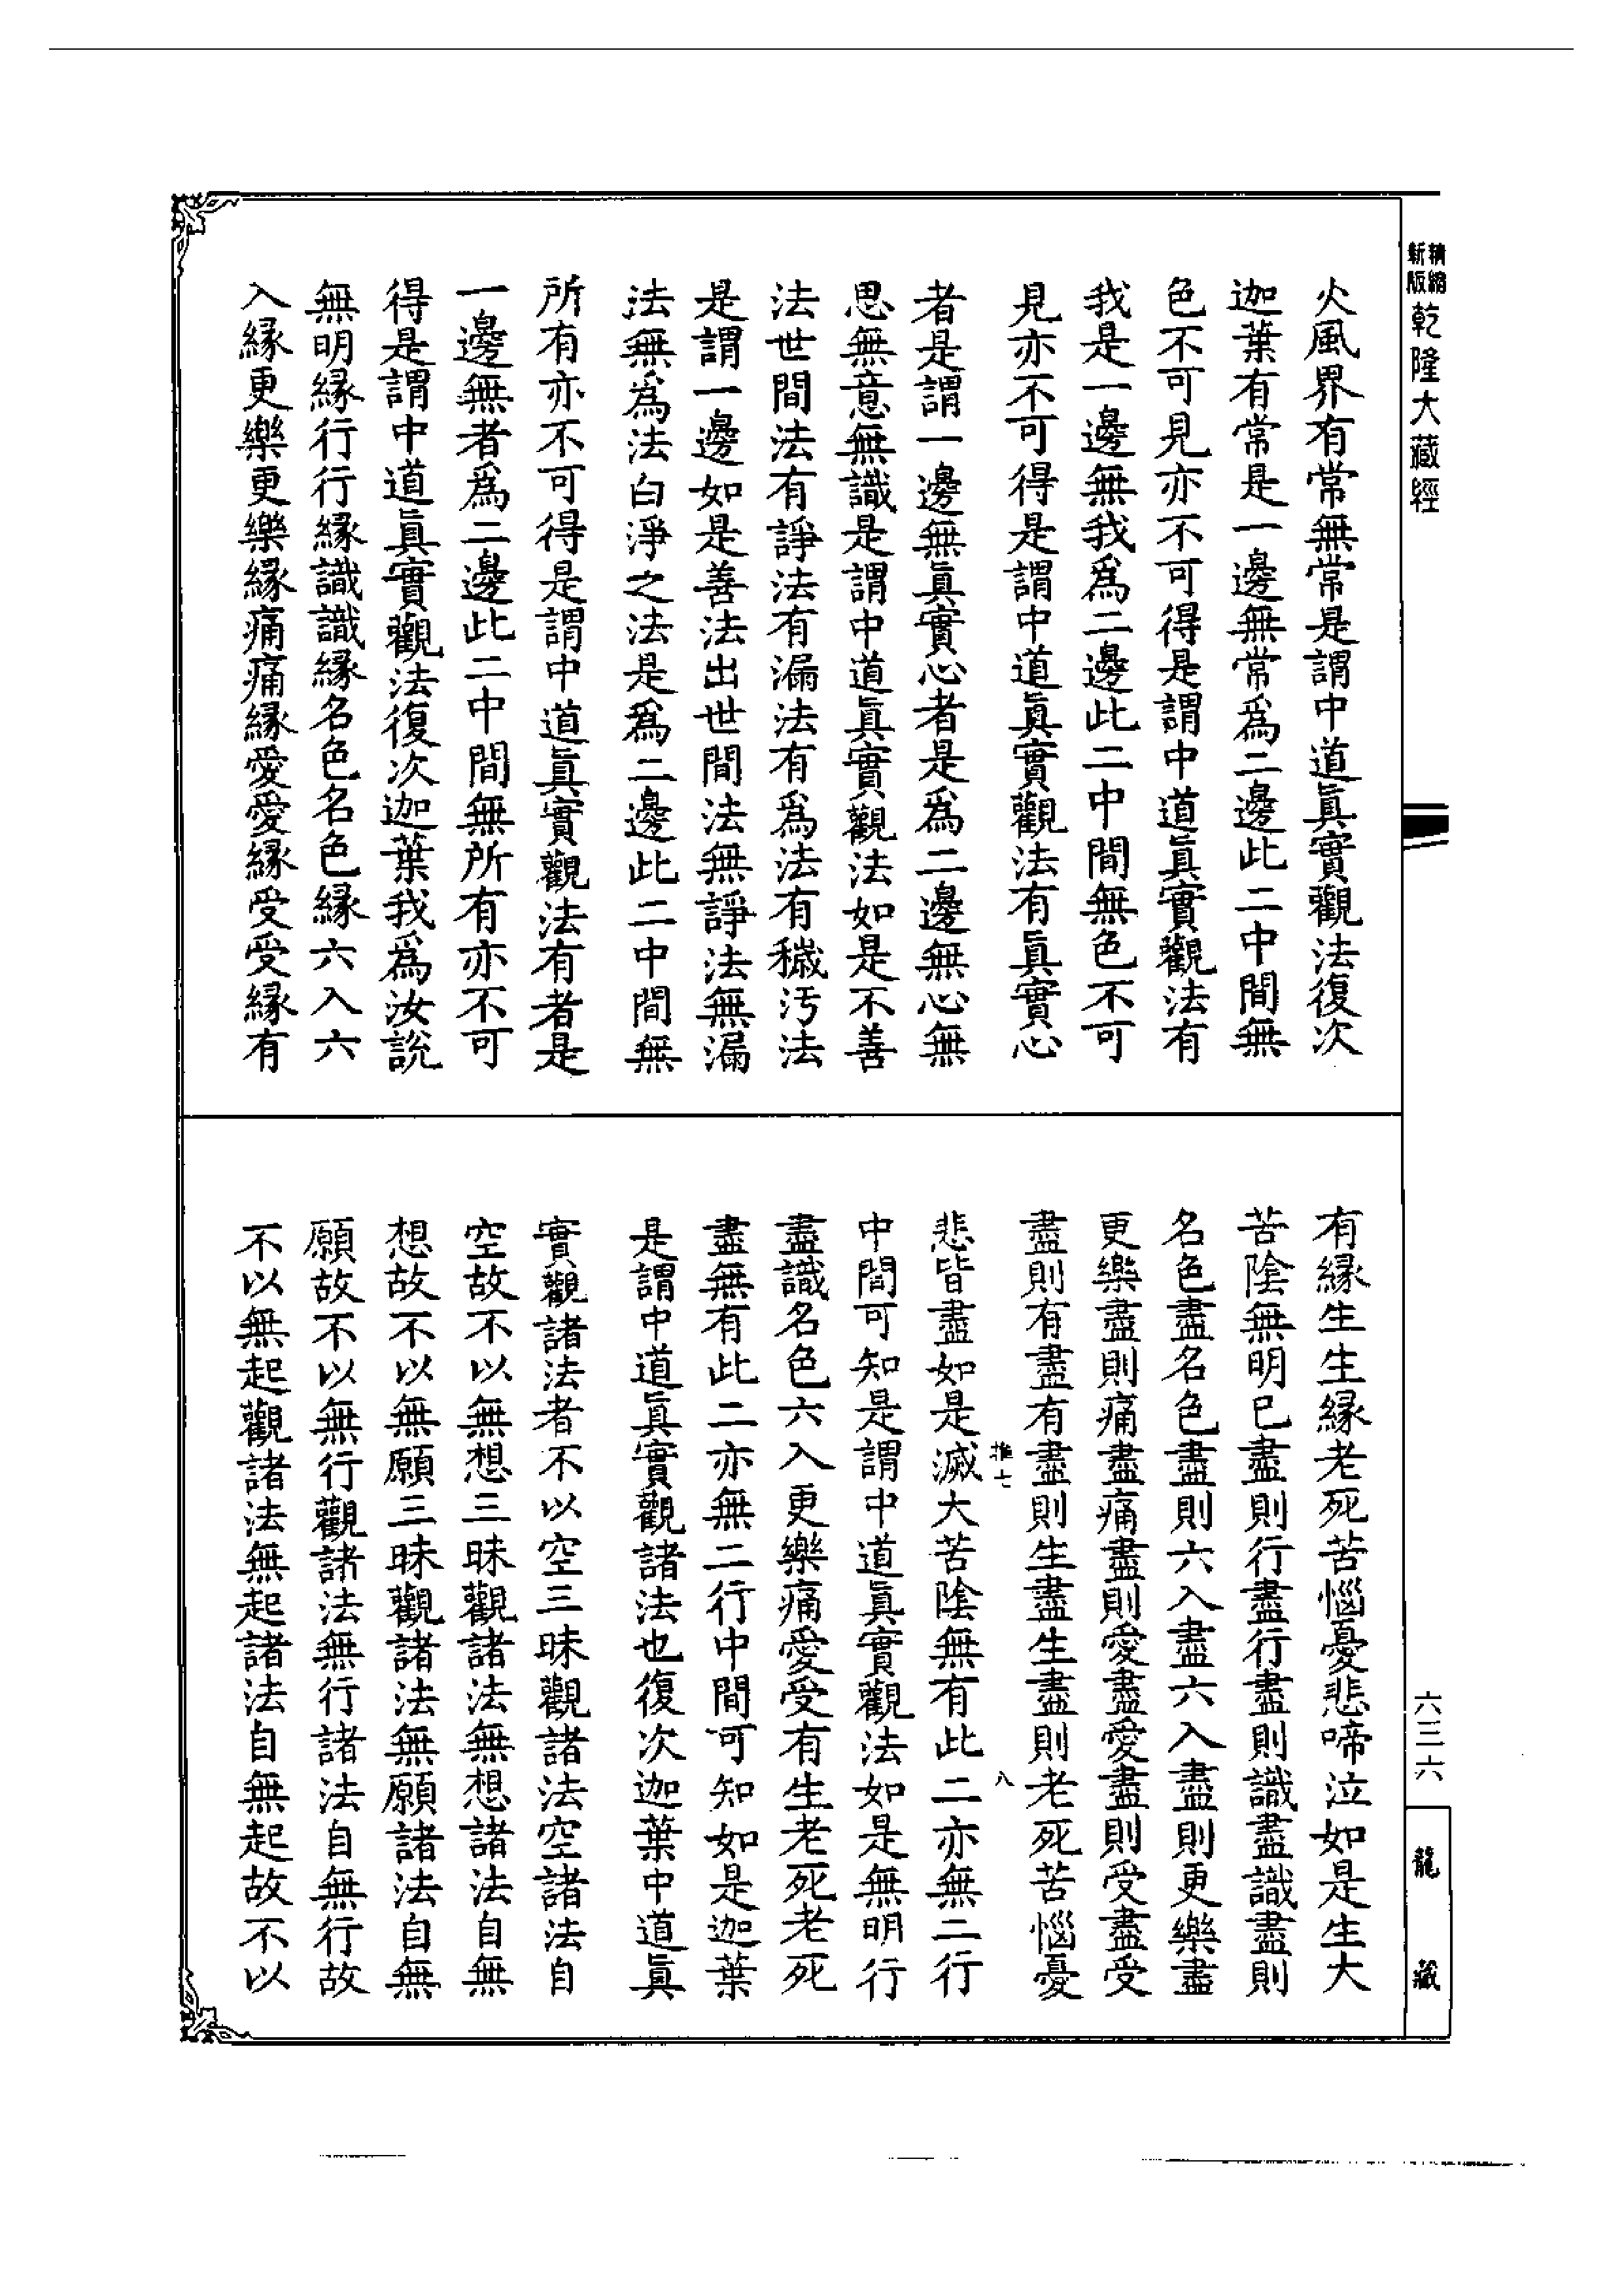 新版精縮乾隆大藏經
火風界有常無常是謂中道眞實觀法復次
迦葉有常是一邊無常爲二邊此二中間無
色不可見亦不可得是謂中道眞實觀法有
我是一邊無我爲二邊此二中間無色不可
見亦不可得是謂中道眞實觀法有眞實心
者是謂一邊無眞實心者是爲二邊無心無
思無意無識是謂中道眞實觀法如是不善
法世間法有諍法有漏法有爲法有穢污法
是謂一邊如是善法出世間法無諍法無漏
法無爲法白淨之法是爲二邊此二中間無
所有亦不可得是謂中道眞實觀法有者是
一邊無者爲二邊此二中間無所有亦不可
得是謂中道眞實觀法復次迦葉我爲汝說
無明緣行行緣識識緣名色名色緣六入六
入緣更樂更樂緣痛痛緣愛愛緣受受緣有
有緣生生緣老死苦惱憂悲啼泣如是生大
苦陰無明已盡則行盡行盡則識盡識盡則
名色盡名色盡則六入盡六入盡則更樂盡
更樂盡則痛盡痛盡則愛盡愛盡則受盡受
盡則有盡有盡則生盡生盡則老死苦惱憂
推七 八
悲皆盡如是滅大苦陰無有此二亦無二行
中間可知是謂中道眞實觀法如是無明行
盡識名色六入更樂痛愛受有生老死老死
盡無有此二亦無二行中間可知如是迦葉
是謂中道眞實觀諸法也復次迦葉中道眞
實觀諸法者不以空三昧觀諸法空諸法自
空故不以無想三昧觀諸法無想諸法自無
想故不以無願三昧觀諸法無願諸法自無
願故不以無行觀諸法無行諸法自無行故
不以無起觀諸法無起諸法自無起故不以
六三六
龍藏